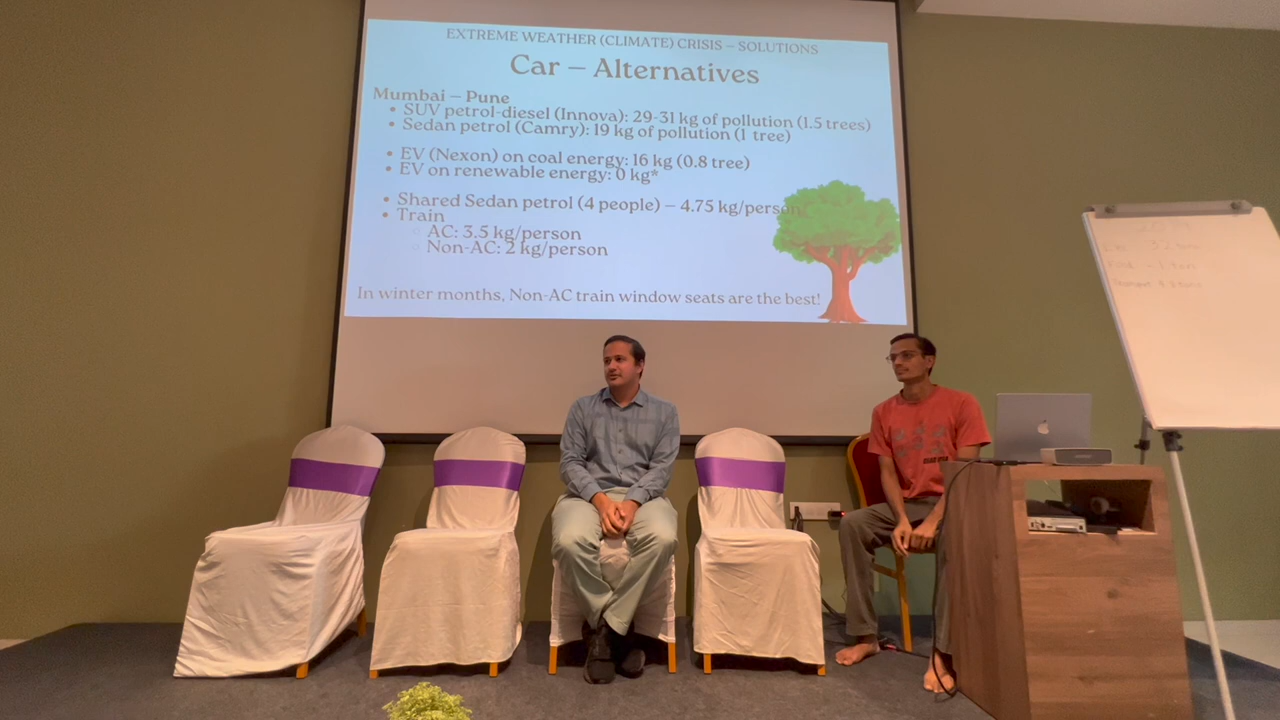 EXTREME WEATHER (CLIMATE) CRISIS – SOLUTIONS
Car – Alternatives
Mumbai – Pune
• SUV petrol-diesel (Innova): 29-31 kg of pollution (1.5 trees)
• Sedan petrol (Camry): 19 kg of pollution (1 tree)
• EV (Nexon) on coal energy: 16 kg (0.8 tree)
• EV on renewable energy: 0 kg*
• Shared Sedan petrol (4 people) – 4.75 kg/person
• Train
○ AC: 3.5 kg/person
○ Non-AC: 2 kg/person
In winter months, Non-AC train window seats are the best!